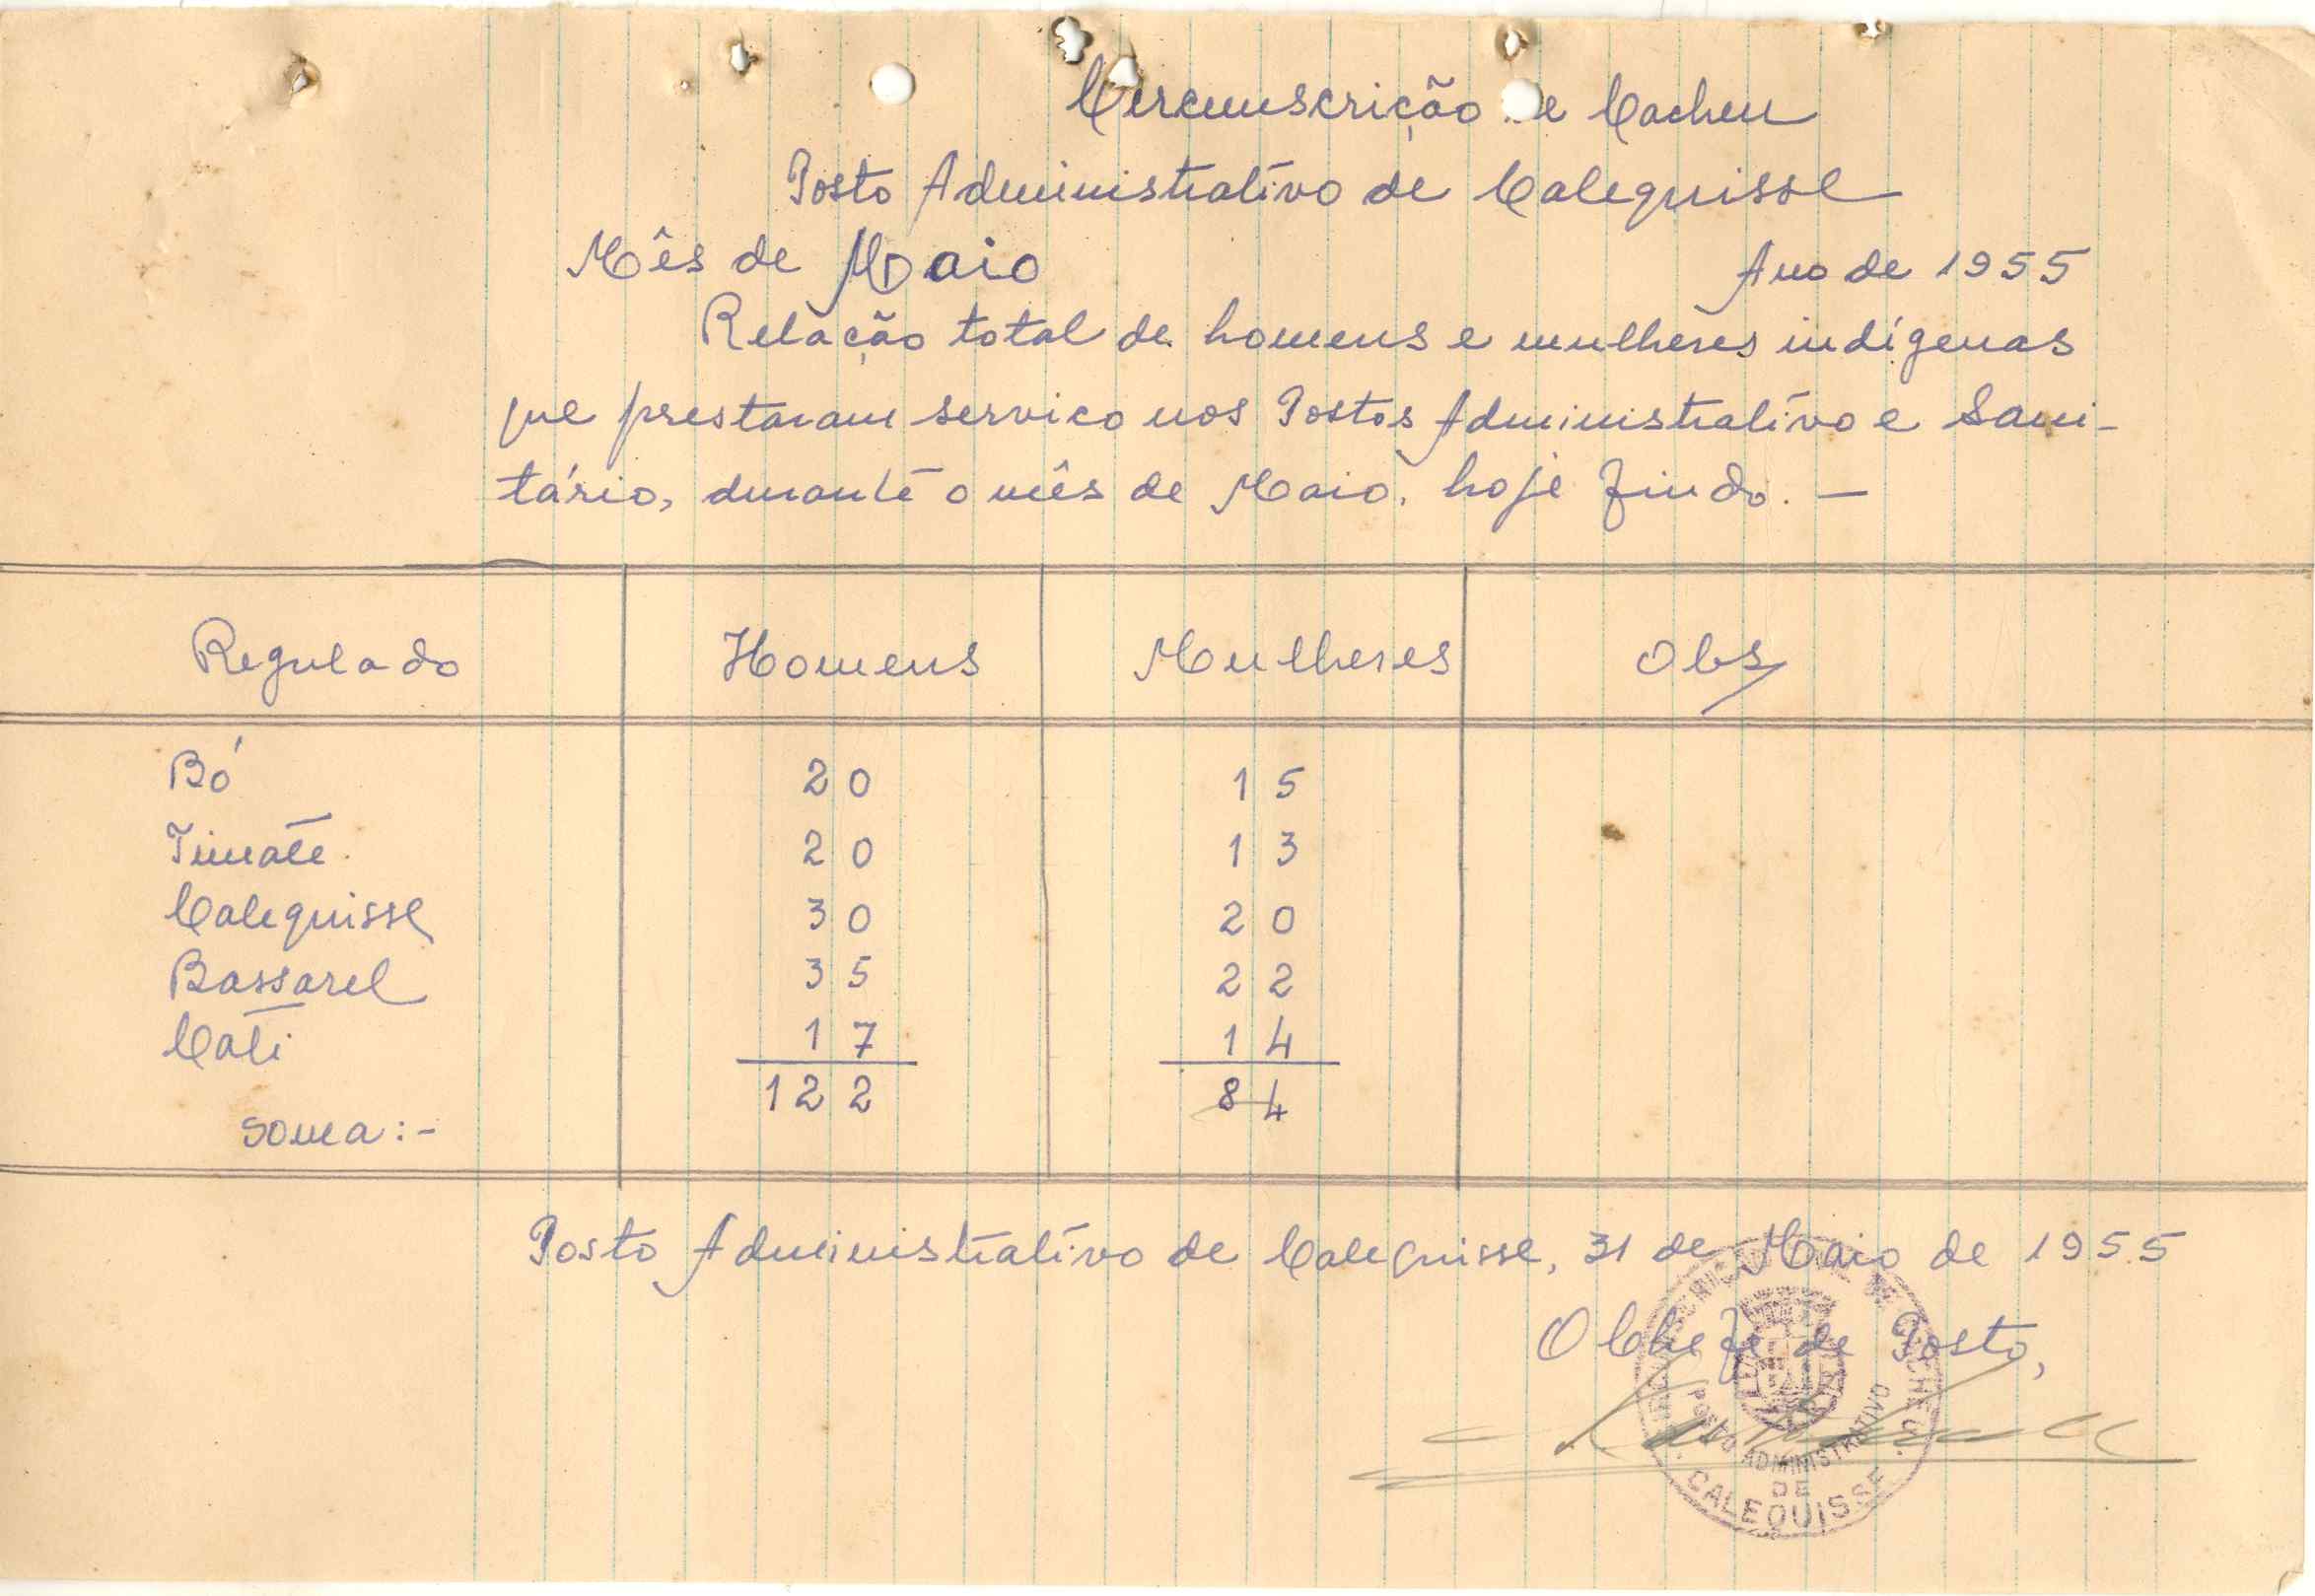 Circunscrição de Cacheu
Posto Administrativo de Calequisse
Mês de Maio Ano de 1955
Relação total de homens e mulheres indígenas
que prestaram serviço nos Postos Administrativo e Sani-
tário, durante o mês de Maio, hoje findo. —
Regulado Homens Mulheres Obs
Bó 20 15
Timate 20 13
Calequisse 30 20
Bassarel 35 22
Cati 17 14
122 84
Soma:-
Posto Administrativo de Calequisse, 31 de Maio de 1955
O Chefe de Posto,
POSTO ADMINISTRATIVO
DE
CALEQUISSE